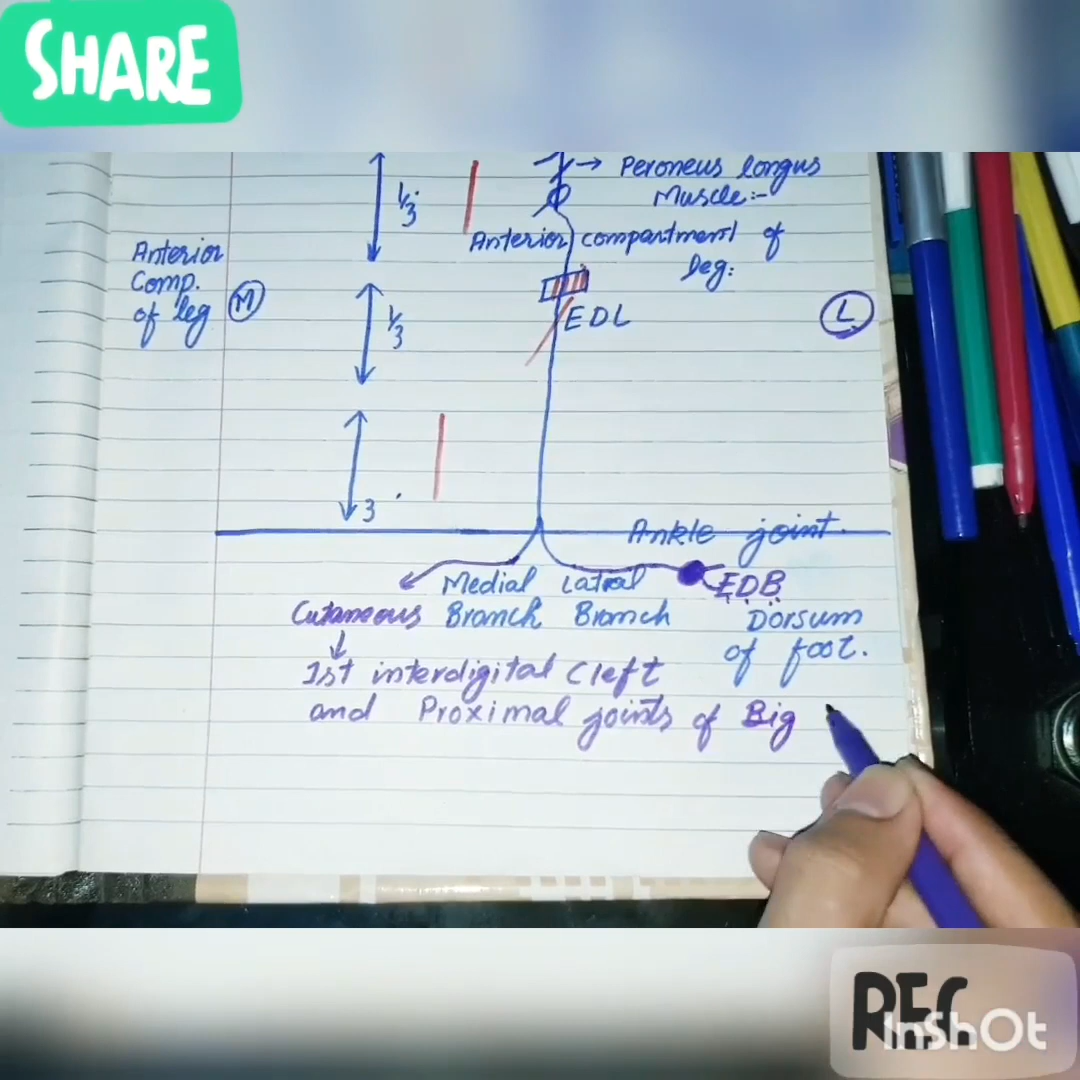 SHARE
→ Peroneus longus
Muscle:-
1/3
Anterior compartment of
Leg:
Anterior
Comp.
of leg
M
1/3
EDL
L
3
Ankle joint.
Medial Latral
EDB
Cutaneous Branch Branch
Dorsum
of foot.
1st interdigital cleft
and Proximal joints of Big
REC
InShOt